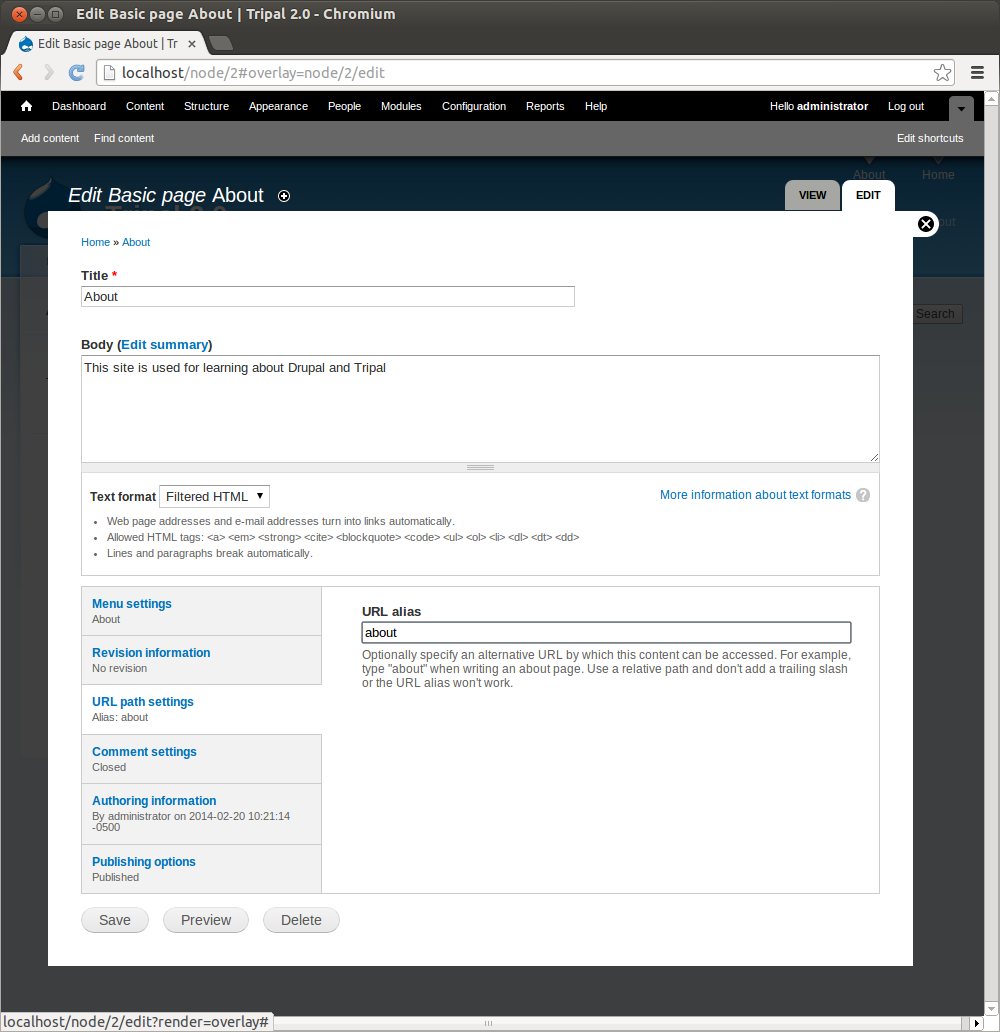 Edit Basic page About | Tripal 2.0 - Chromium
Edit Basic page About | Tr
localhost/node/2#overlay=node/2/edit
Dashboard Content Structure Appearance People Modules Configuration Reports Help Hello administrator Log out
Add content Find content Edit shortcuts
About Home
Edit Basic page About
VIEW EDIT
Tripal 2.0
Home » About
Title *
About
Search
Body (Edit summary)
This site is used for learning about Drupal and Tripal
Text format Filtered HTML More information about text formats ?
Web page addresses and e-mail addresses turn into links automatically.
Allowed HTML tags: <a> <em> <strong> <cite> <blockquote> <code> <ul> <ol> <li> <dl> <dt> <dd>
Lines and paragraphs break automatically.
Menu settings
About
Revision information
No revision
URL path settings
Alias: about
Comment settings
Closed
Authoring information
By administrator on 2014-02-20 10:21:14
-0500
Publishing options
Published
URL alias
about
Optionally specify an alternative URL by which this content can be accessed. For example,
type "about" when writing an about page. Use a relative path and don't add a trailing slash
or the URL alias won't work.
Save Preview Delete
localhost/node/2/edit?render=overlay#